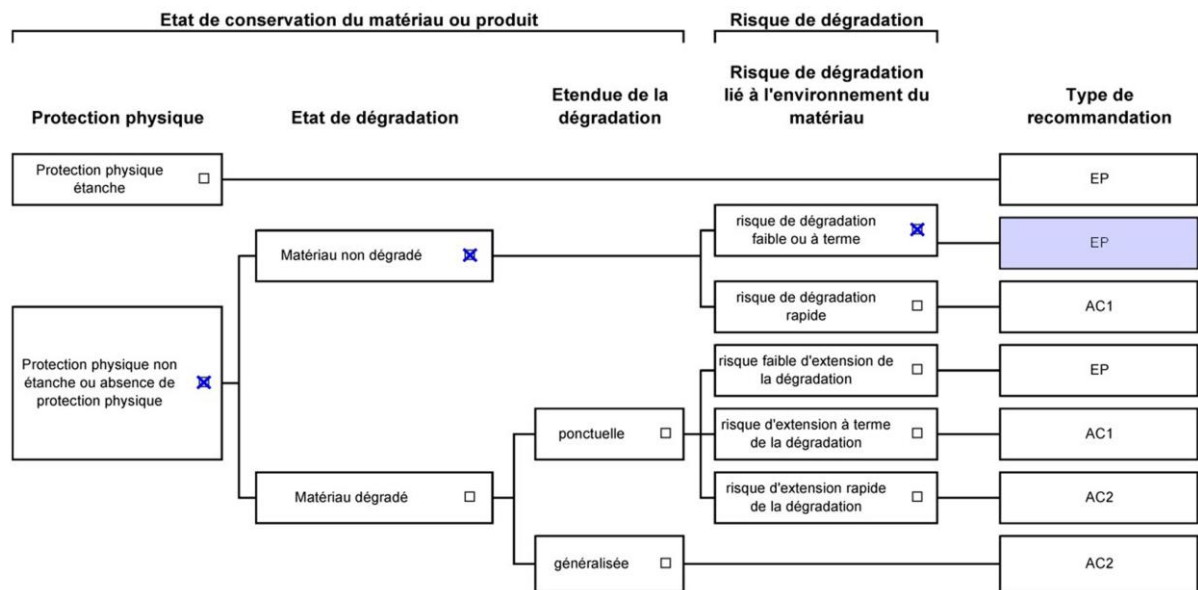 Etat de conservation du matériau ou produit
Risque de dégradation
Protection physique
Etat de dégradation
Etendue de la
dégradation
Risque de dégradation
lié à l'environnement du
matériau
Type de
recommandation
Protection physique
étanche
EP
Protection physique non
étanche ou absence de
protection physique
Matériau non dégradé
risque de dégradation
faible ou à terme
EP
risque de dégradation
rapide
AC1
Matériau dégradé
ponctuelle
risque faible d'extension de
la dégradation
EP
risque d'extension à terme
de la dégradation
AC1
risque d'extension rapide
de la dégradation
AC2
généralisée
AC2